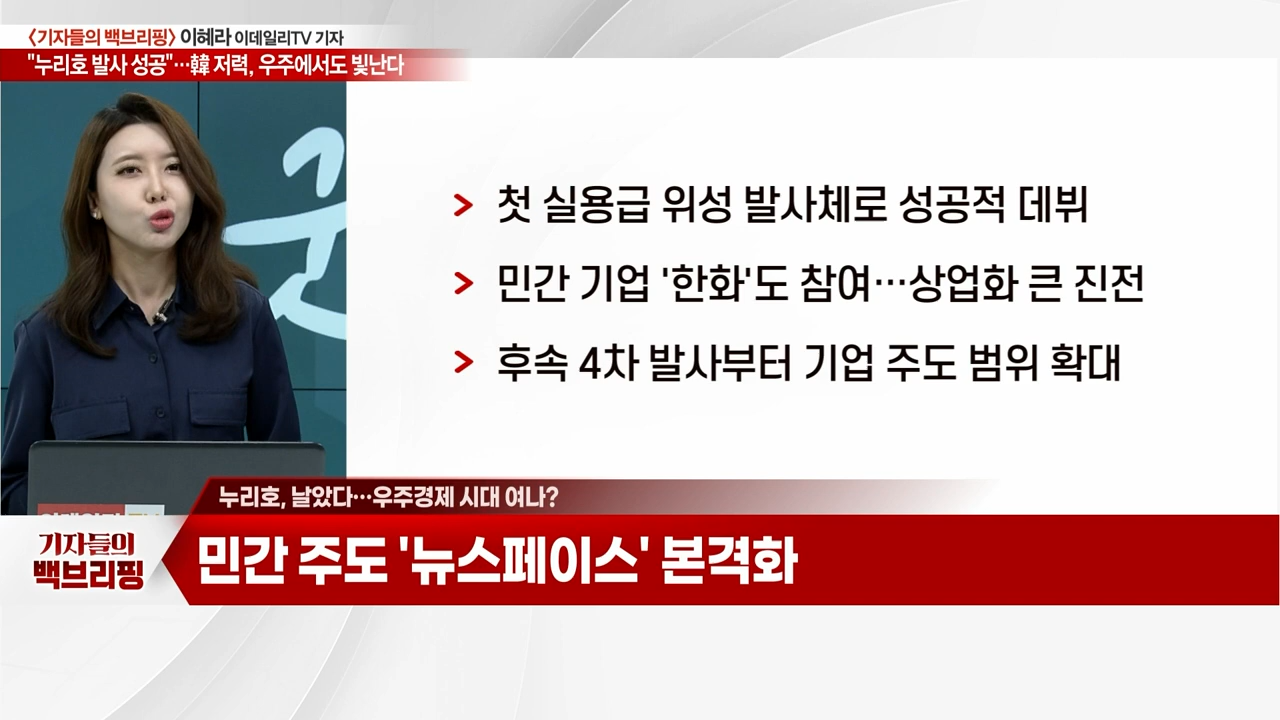 <기자들의 백브리핑> 이혜라 이데일리TV 기자
"누리호 발사 성공"…韓 저력, 우주에서도 빛난다
> 첫 실용급 위성 발사체로 성공적 데뷔
> 민간 기업 '한화'도 참여…상업화 큰 진전
> 후속 4차 발사부터 기업 주도 범위 확대
누리호, 날았다…우주경제 시대 여나?
기자들의
백브리핑
민간 주도 '뉴스페이스' 본격화